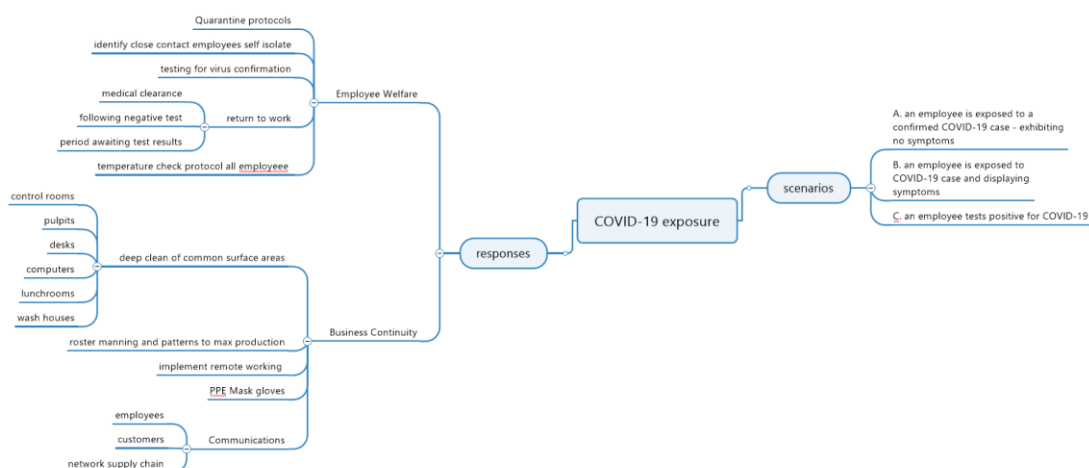 Quarantine protocols
identify close contact employees self isolate
testing for virus confirmation
medical clearance
following negative test
period awaiting test results
return to work
temperature check protocol all employeee
Employee Welfare
control rooms
pulpits
desks
computers
lunchrooms
wash houses
deep clean of common surface areas
roster manning and patterns to max production
implement remote working
PPE Mask gloves
employees
customers
network supply chain
Communications
Business Continuity
responses
COVID-19 exposure
scenarios
A. an employee is exposed to a
confirmed COVID-19 case - exhibiting
no symptoms
B. an employee is exposed to
COVID-19 case and displaying
symptoms
C. an employee tests positive for COVID-19